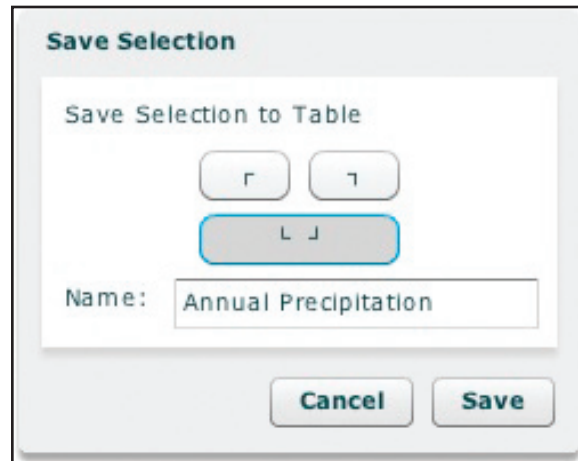 Save Selection
Save Selection to Table
┌ ┐
└ ┘
Name: Annual Precipitation
Cancel Save